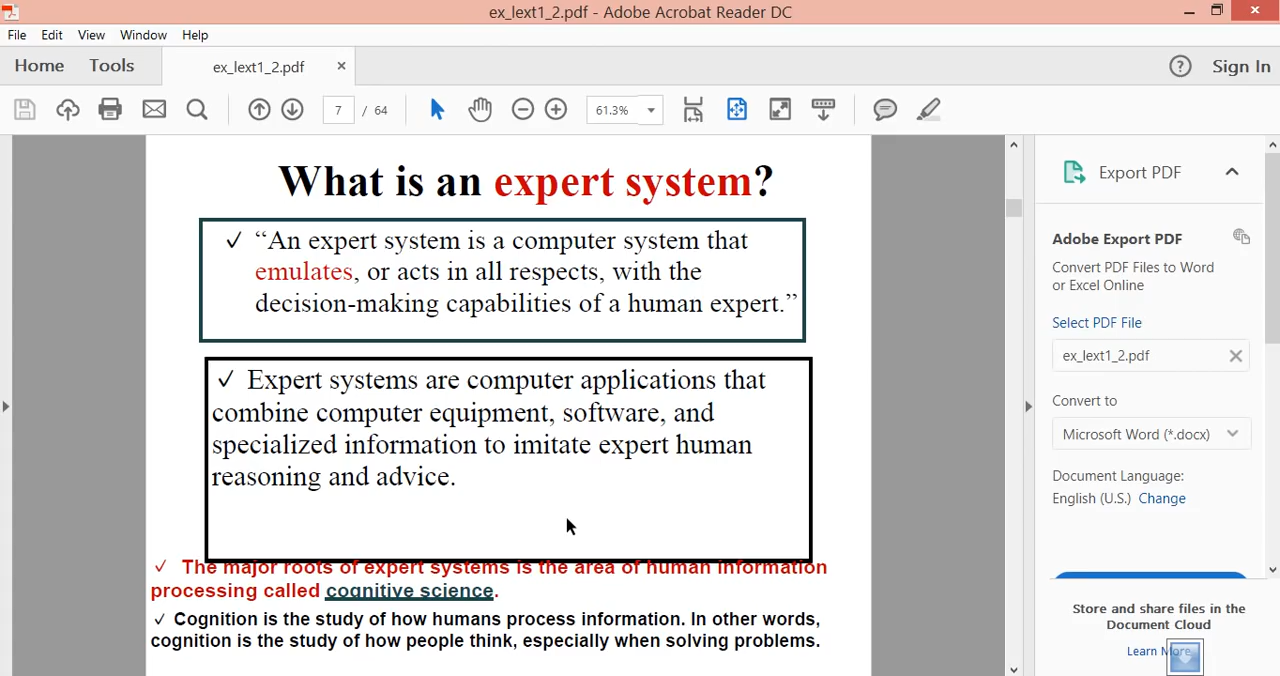 ex_lext1_2.pdf - Adobe Acrobat Reader DC
File Edit View Window Help
Home Tools ex_lext1_2.pdf × ? Sign In
7 / 64 61.3%
What is an expert system?
✓ “An expert system is a computer system that
emulates, or acts in all respects, with the
decision-making capabilities of a human expert.”
✓ Expert systems are computer applications that
combine computer equipment, software, and
specialized information to imitate expert human
reasoning and advice.
✓ The major roots of expert systems is the area of human information
processing called cognitive science.
✓ Cognition is the study of how humans process information. In other words,
cognition is the study of how people think, especially when solving problems.
Export PDF
Adobe Export PDF
Convert PDF Files to Word
or Excel Online
Select PDF File
ex_lext1_2.pdf
Convert to
Microsoft Word (*.docx)
Document Language:
English (U.S.) Change
Store and share files in the
Document Cloud
Learn More